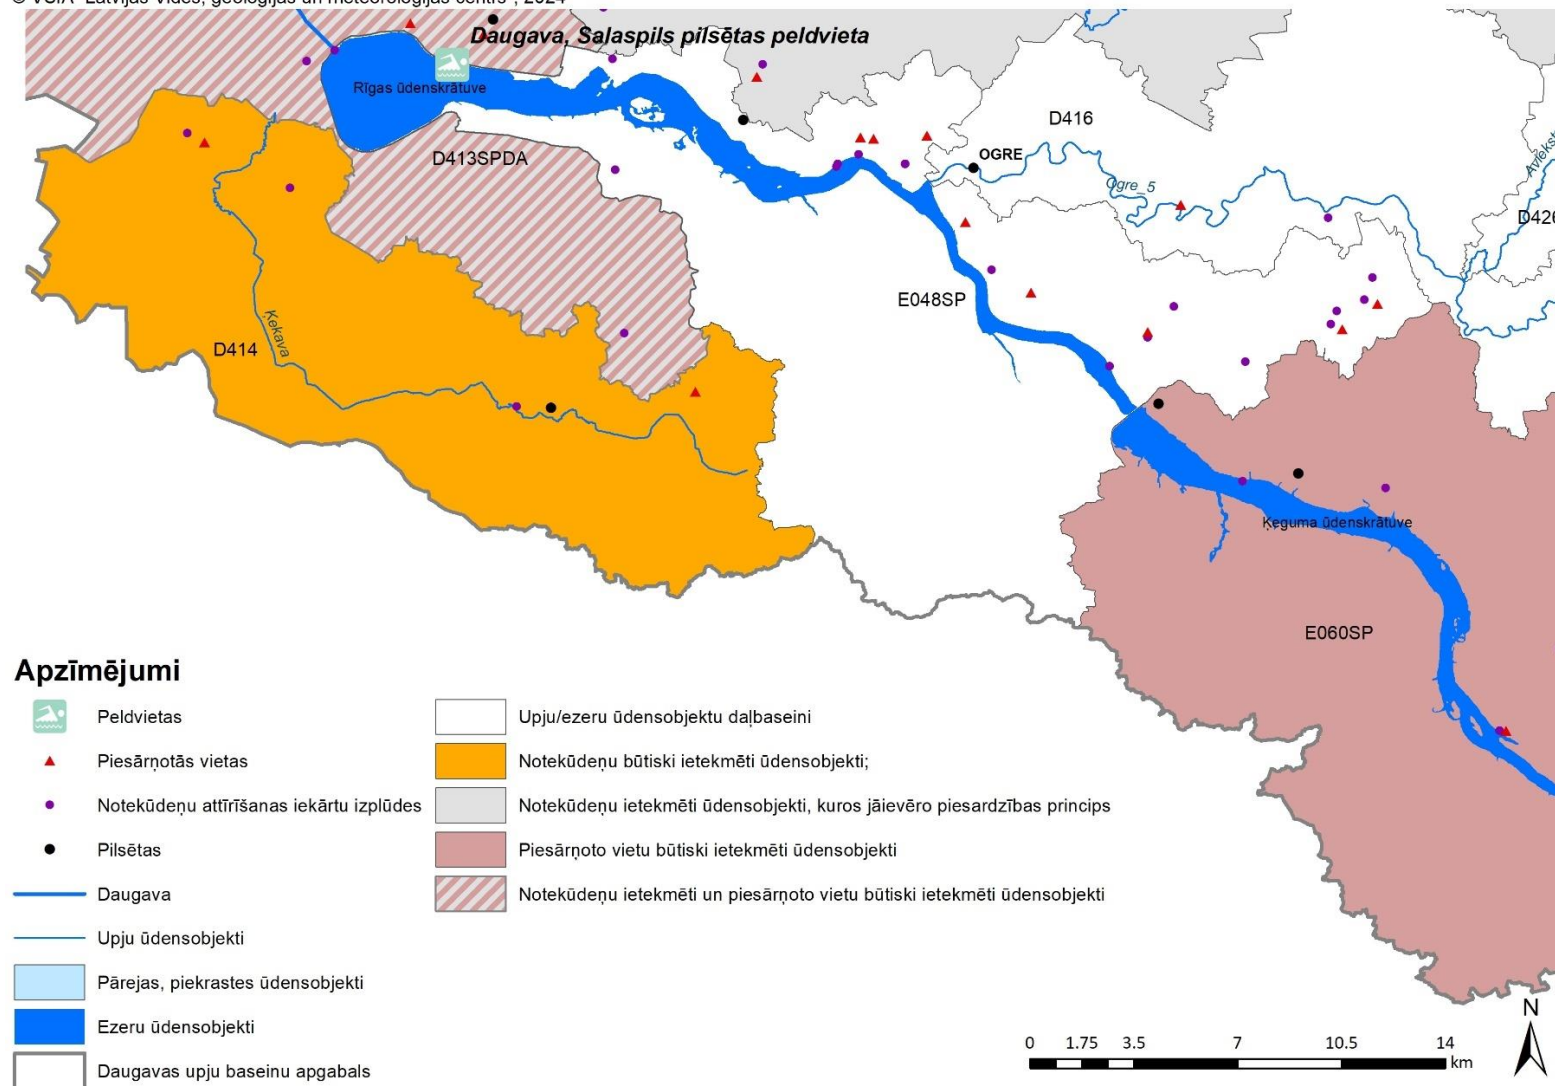 © VSIA "Latvijas Vides, ģeoloģijas un meteoroloģijas centrs", 2024
Daugava, Salaspils pilsētas peldvieta
Rīgas ūdenskrātuve
D416
D413SPDA
OGRE
Ogre_5
D426
E048SP
Ķekava
D414
Ķeguma ūdenskrātuve
E060SP
Apzīmējumi
Peldvietas
Piesārņotās vietas
Notekūdeņu attīrīšanas iekārtu izplūdes
Pilsētas
Daugava
Upju ūdensobjekti
Pārejas, piekrastes ūdensobjekti
Ezeru ūdensobjekti
Daugavas upju baseinu apgabals
Upju/ezeru ūdensobjektu daļbaseini
Notekūdeņu būtiski ietekmēti ūdensobjekti;
Notekūdeņu ietekmēti ūdensobjekti, kuros jāievēro piesardzības princips
Piesārņoto vietu būtiski ietekmēti ūdensobjekti
Notekūdeņu ietekmēti un piesārņoto vietu būtiski ietekmēti ūdensobjekti
N
0 1.75 3.5 7 10.5 14
km